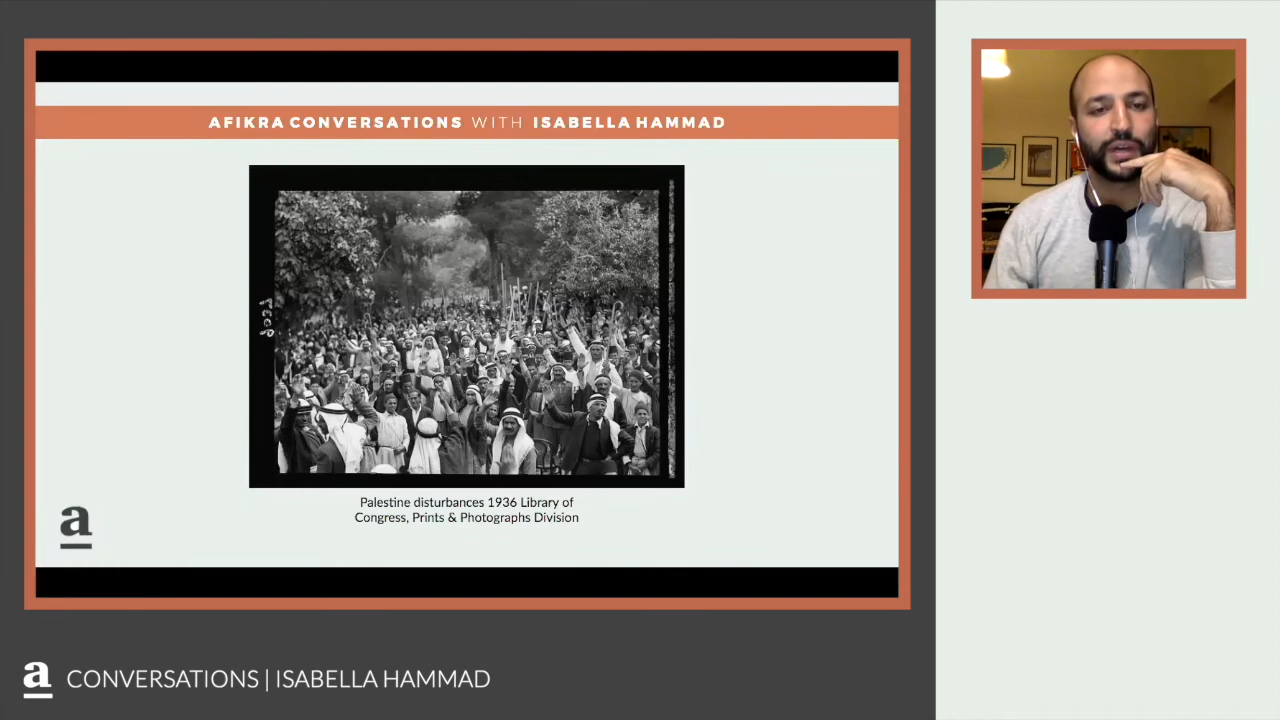 AFIKRA CONVERSATIONS WITH ISABELLA HAMMAD
Palestine disturbances 1936 Library of
Congress, Prints & Photographs Division
a
a CONVERSATIONS | ISABELLA HAMMAD